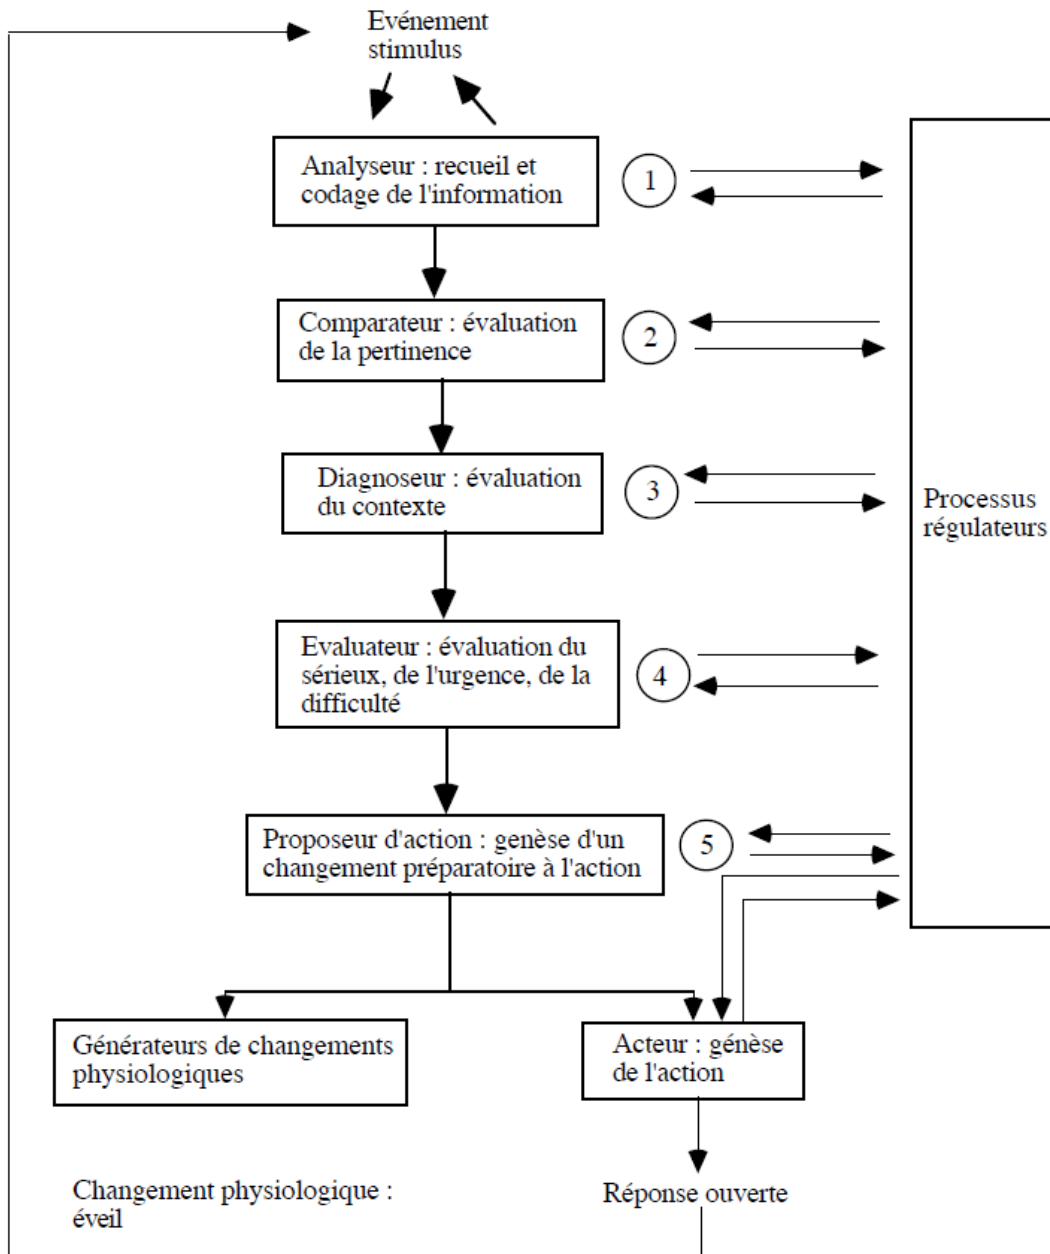 Evénement
stimulus
Analyseur : recueil et
codage de l'information
1
Comparateur : évaluation
de la pertinence
2
Diagnoseur : évaluation
du contexte
3
Processus
régulateurs
Evaluateur : évaluation du
sérieux, de l'urgence, de la
difficulté
4
Proposeur d'action : genèse d'un
changement préparatoire à l'action
5
Générateurs de changements
physiologiques
Acteur : génèse
de l'action
Changement physiologique :
éveil
Réponse ouverte